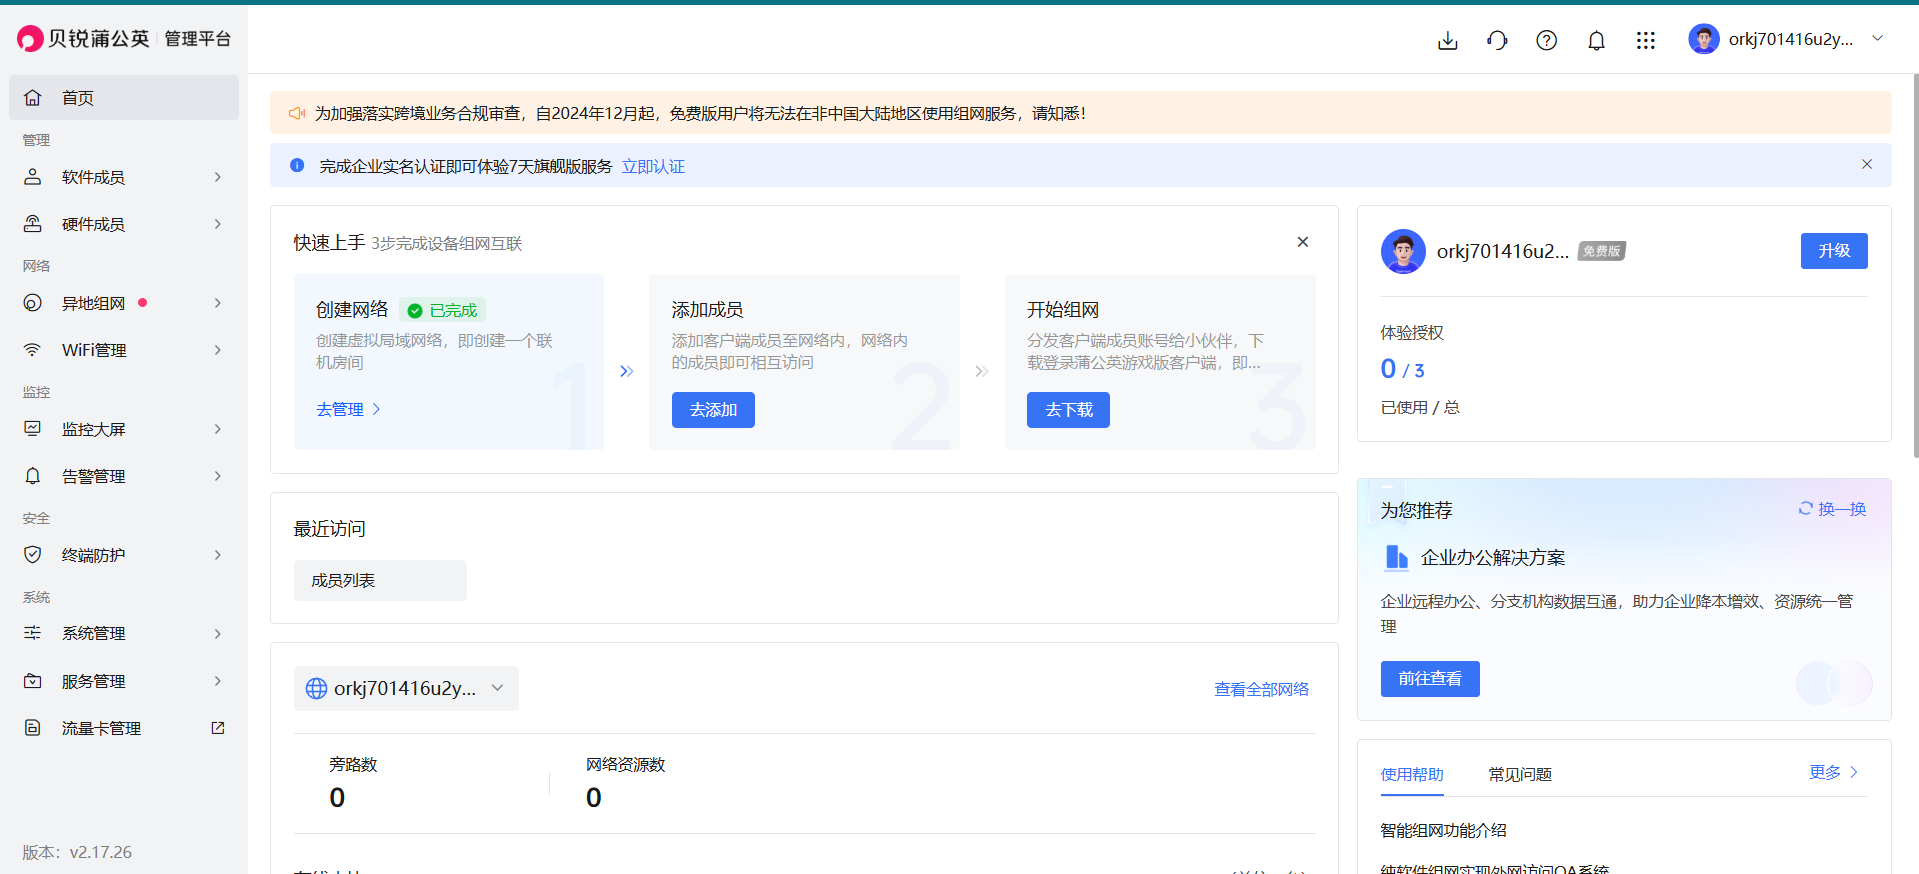 贝锐蒲公英 管理平台
orkj701416u2y...
首页
管理
软件成员
硬件成员
网络
异地组网
WiFi管理
监控
监控大屏
告警管理
安全
终端防护
系统
系统管理
服务管理
流量卡管理
版本：v2.17.26
为加强落实跨境业务合规审查，自2024年12月起，免费版用户将无法在非中国大陆地区使用组网服务，请知悉！
完成企业实名认证即可体验7天旗舰版服务 立即认证
快速上手 3步完成设备组网互联
创建网络 已完成
创建虚拟局域网络，即创建一个联
机房间
去管理
1
添加成员
添加客户端成员至网络内，网络内
的成员即可相互访问
去添加
2
开始组网
分发客户端成员账号给小伙伴，下
载登录蒲公英游戏版客户端，即...
去下载
3
最近访问
成员列表
orkj701416u2y...
查看全部网络
旁路数
0
网络资源数
0
orkj701416u2... 免费版
升级
体验授权
0 / 3
已使用 / 总
为您推荐
换一换
企业办公解决方案
企业远程办公、分支机构数据互通，助力企业降本增效、资源统一管
理
前往查看
使用帮助
常见问题
更多
智能组网功能介绍
纯软件组网实现外网访问OA系统